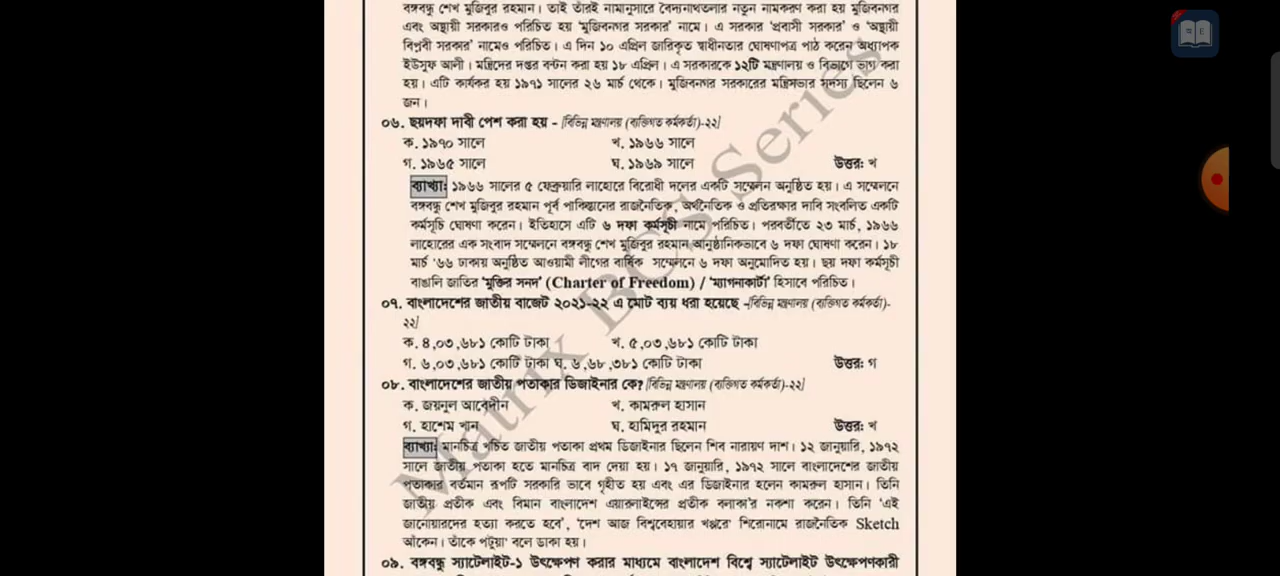 বঙ্গবন্ধু শেখ মুজিবুর রহমান। তাই তাঁরই নামানুসারে বৈদ্যনাথতলার নতুন নামকরণ করা হয় মুজিবনগর
এবং অস্থায়ী সরকারও পরিচিত হয় ‘মুজিবনগর সরকার’ নামে। এ সরকার ‘প্রবাসী সরকার’ ও ‘অস্থায়ী
বিপ্লবী সরকার’ নামেও পরিচিত। এ দিন ১০ এপ্রিল জারিকৃত স্বাধীনতার ঘোষণাপত্র পাঠ করেন অধ্যাপক
ইউসুফ আলী। মন্ত্রিদের দপ্তর বণ্টন করা হয় ১৮ এপ্রিল। এ সরকারকে ১২টি মন্ত্রণালয় ও বিভাগে ভাগ করা
হয়। এটি কার্যকর হয় ১৯৭১ সালের ২৬ মার্চ থেকে। মুজিবনগর সরকারের মন্ত্রিসভার সদস্য ছিলেন ৬
জন।
০৬. ছয়দফা দাবী পেশ করা হয় - [বিভিন্ন মন্ত্রণালয় (ব্যক্তিগত কর্মকর্তা)-২২]
ক. ১৯৭০ সালে খ. ১৯৬৬ সালে
গ. ১৯৬৫ সালে ঘ. ১৯৬৯ সালে উত্তর: খ
ব্যাখ্যা: ১৯৬৬ সালের ৫ ফেব্রুয়ারি লাহোরে বিরোধী দলের একটি সম্মেলন অনুষ্ঠিত হয়। এ সম্মেলনে
বঙ্গবন্ধু শেখ মুজিবুর রহমান পূর্ব পাকিস্তানের রাজনৈতিক, অর্থনৈতিক ও প্রতিরক্ষার দাবি সংবলিত একটি
কর্মসূচি ঘোষণা করেন। ইতিহাসে এটি ৬ দফা কর্মসূচী নামে পরিচিত। পরবর্তীতে ২৩ মার্চ, ১৯৬৬
লাহোরের এক সংবাদ সম্মেলনে বঙ্গবন্ধু শেখ মুজিবুর রহমান আনুষ্ঠানিকভাবে ৬ দফা ঘোষণা করেন। ১৮
মার্চ ’৬৬ ঢাকায় অনুষ্ঠিত আওয়ামী লীগের বার্ষিক সম্মেলনে ৬ দফা অনুমোদিত হয়। ছয় দফা কর্মসূচী
বাঙালি জাতির ‘মুক্তির সনদ’ (Charter of Freedom) / ‘ম্যাগনাকার্টা’ হিসাবে পরিচিত।
০৭. বাংলাদেশের জাতীয় বাজেট ২০২১-২২ এ মোট ব্যয় ধরা হয়েছে -[বিভিন্ন মন্ত্রণালয় (ব্যক্তিগত কর্মকর্তা)-
২২]
ক. ৪,০৩,৬৮১ কোটি টাকা খ. ৫,০৩,৬৮১ কোটি টাকা
গ. ৬,০৩,৬৮১ কোটি টাকা ঘ. ৬,৬৮,৩৮১ কোটি টাকা উত্তর: গ
০৮. বাংলাদেশের জাতীয় পতাকার ডিজাইনার কে? [বিভিন্ন মন্ত্রণালয় (ব্যক্তিগত কর্মকর্তা)-২২]
ক. জয়নুল আবেদীন খ. কামরুল হাসান
গ. হাশেম খান ঘ. হামিদুর রহমান উত্তর: খ
ব্যাখ্যা: মানচিত্র খচিত জাতীয় পতাকা প্রথম ডিজাইনার ছিলেন শিব নারায়ণ দাশ। ১২ জানুয়ারি, ১৯৭২
সালে জাতীয় পতাকা হতে মানচিত্র বাদ দেয়া হয়। ১৭ জানুয়ারি, ১৯৭২ সালে বাংলাদেশের জাতীয়
পতাকার বর্তমান রূপটি সরকারি ভাবে গৃহীত হয় এবং এর ডিজাইনার হলেন কামরুল হাসান। তিনি
জাতীয় প্রতীক এবং বিমান বাংলাদেশ এয়ারলাইন্সের প্রতীক বলাকা’র নকশা করেন। তিনি ‘এই
জানোয়ারদের হত্যা করতে হবে’, ‘দেশ আজ বিশ্ববেহায়ার খপ্পরে’ শিরোনামে রাজনৈতিক Sketch
আঁকেন। তাঁকে পটুয়া’ বলে ডাকা হয়।
০৯. বঙ্গবন্ধু স্যাটেলাইট-১ উৎক্ষেপণ করার মাধ্যমে বাংলাদেশ বিশ্বে স্যাটেলাইট উৎক্ষেপণকারী
Matrix BCS Series